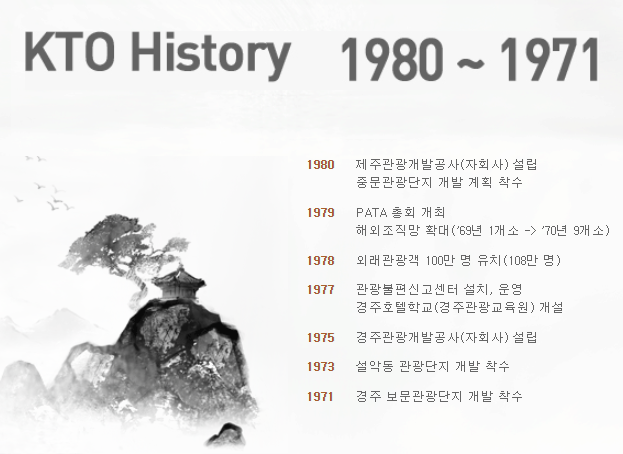 KTO History 1980 ~ 1971
1980 제주관광개발공사(자회사) 설립
중문관광단지 개발 계획 착수
1979 PATA 총회 개최
해외조직망 확대('69년 1개소 -> '70년 9개소)
1978 외래관광객 100만 명 유치(108만 명)
1977 관광불편신고센터 설치, 운영
경주호텔학교(경주관광교육원) 개설
1975 경주관광개발공사(자회사) 설립
1973 설악동 관광단지 개발 착수
1971 경주 보문관광단지 개발 착수